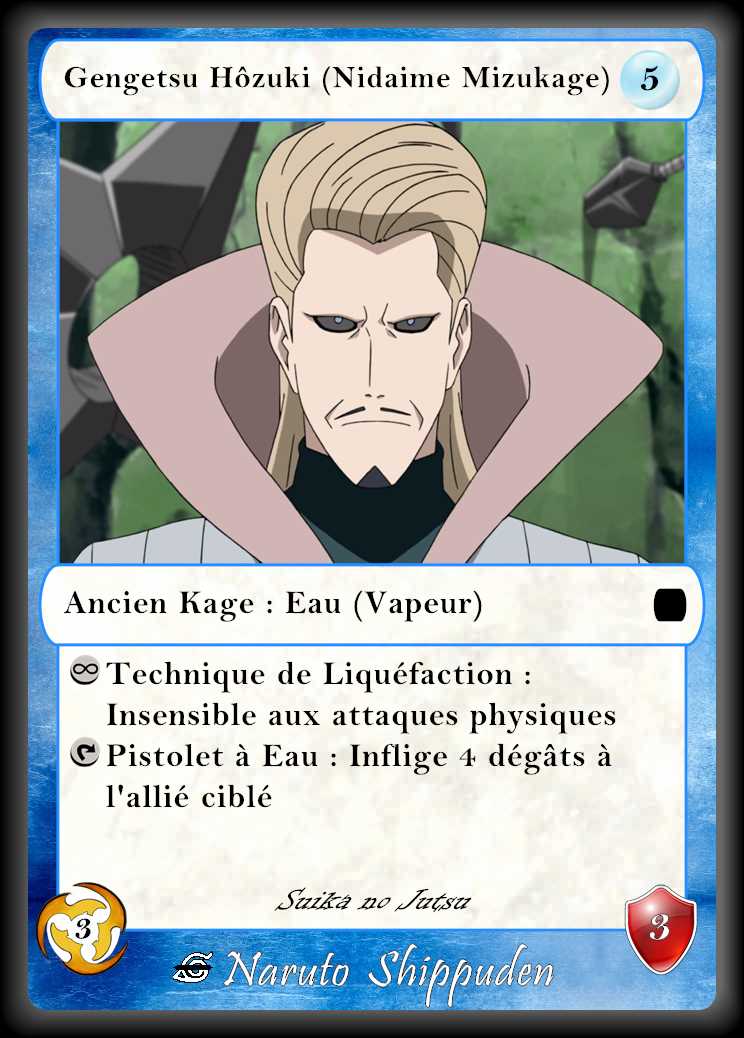 Gengetsu Hôzuki (Nidaime Mizukage) 5
Ancien Kage : Eau (Vapeur)
Technique de Liquéfaction :
Insensible aux attaques physiques
Pistolet à Eau : Inflige 4 dégâts à
l'allié ciblé
Suika no Jutsu
3
3
Naruto Shippuden